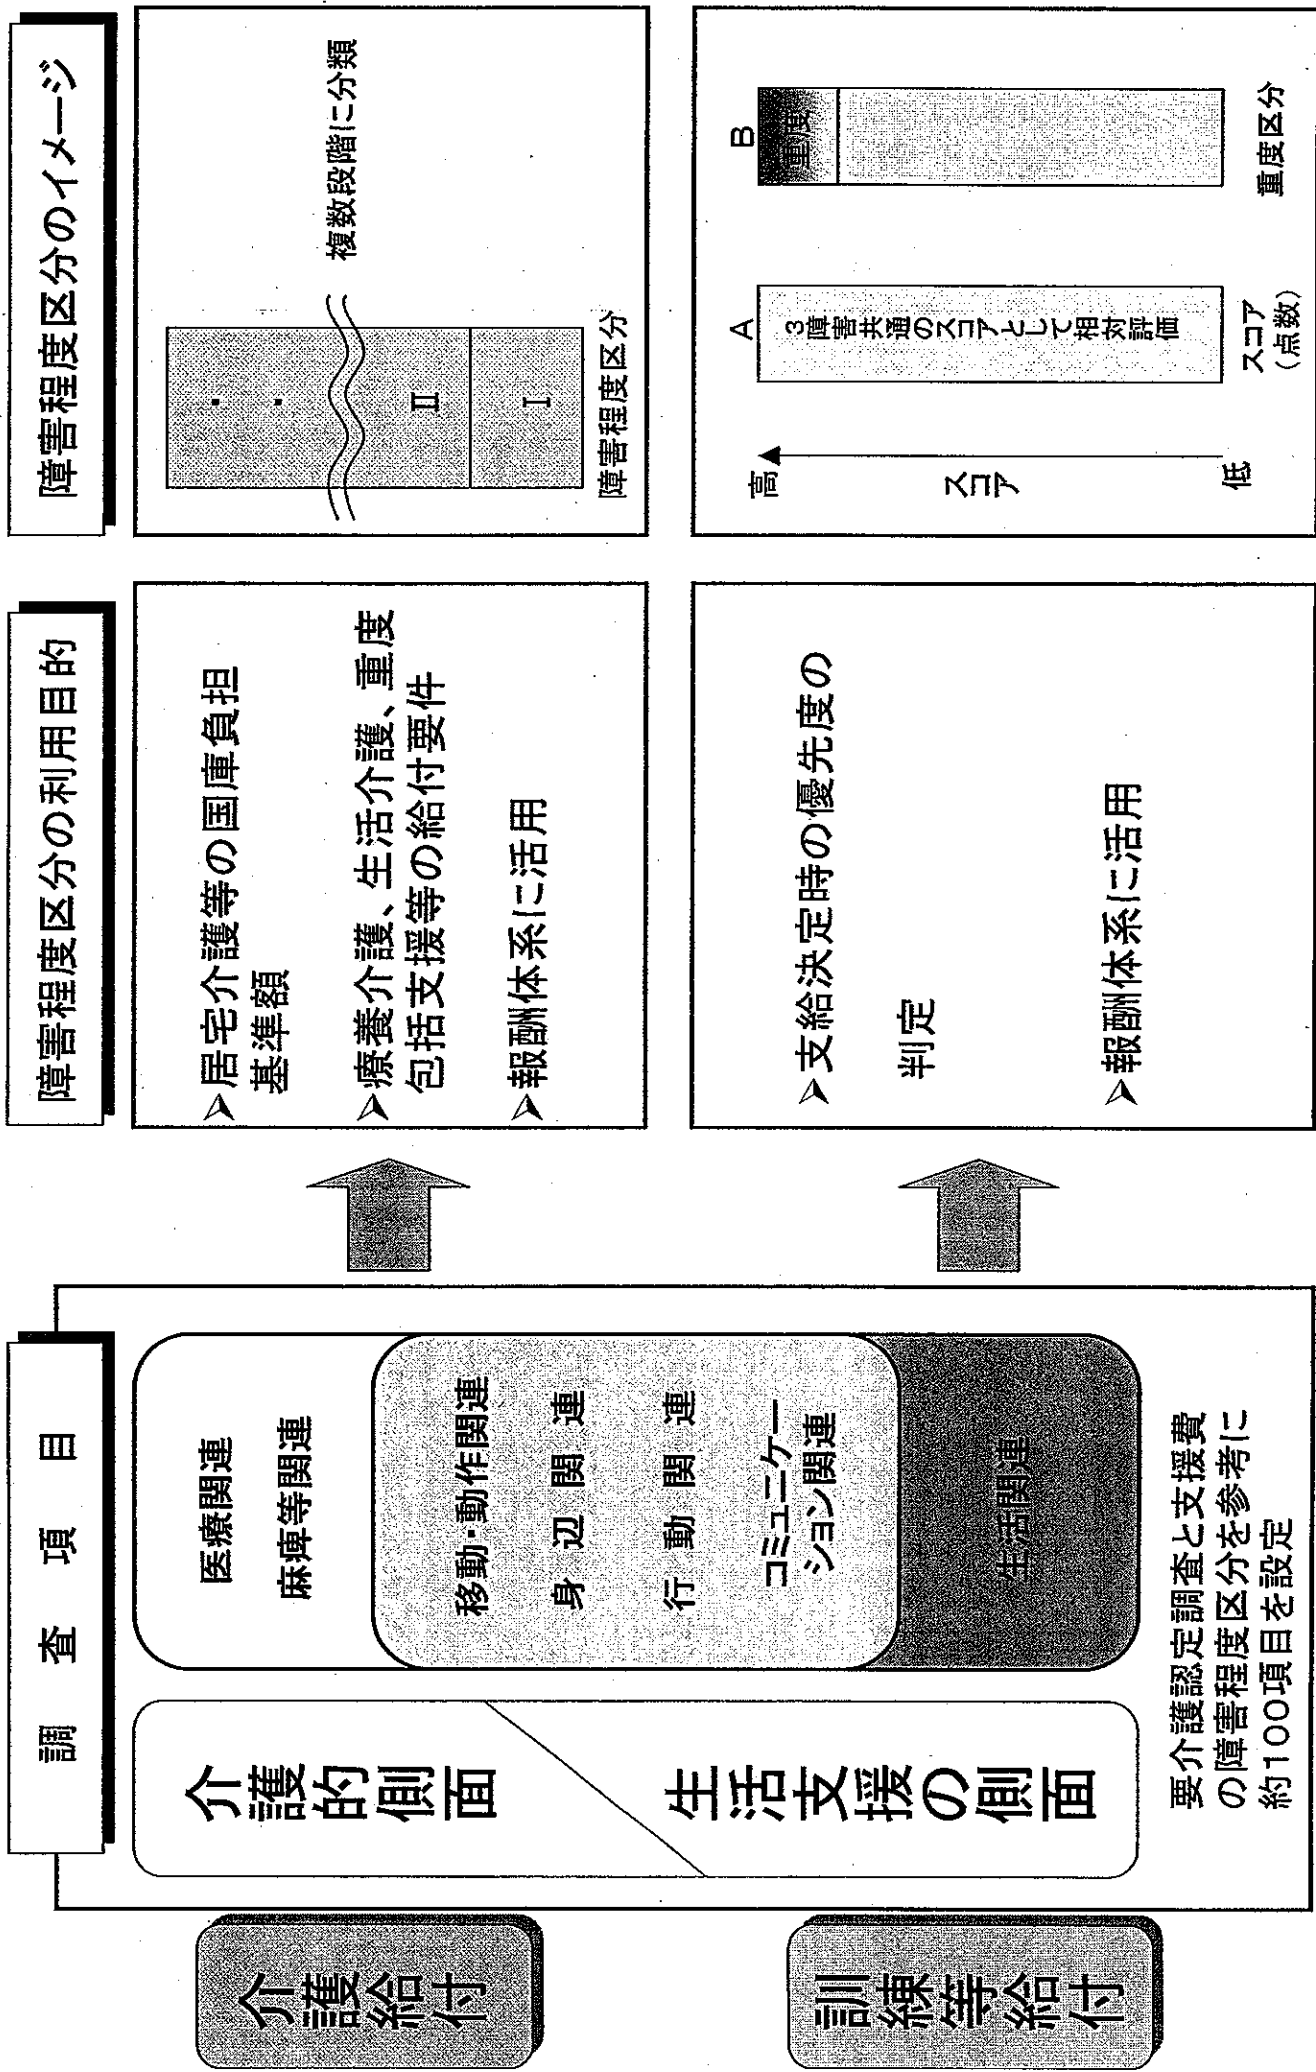 介護給付
訓練等給付
調査項目
介護的側面
生活支援の側面
医療関連
麻痺等関連
移動・動作関連
身辺関連
行動関連
コミュニケー
ション関連
生活関連
要介護認定調査と支援費
の障害程度区分を参考に
約100項目を設定
障害程度区分の利用目的
➢居宅介護等の国庫負担
基準額
➢療養介護、生活介護、重度
包括支援等の給付要件
➢報酬体系に活用
➢支給決定時の優先度の
判定
➢報酬体系に活用
障害程度区分のイメージ
・
・
Ⅱ
Ⅰ
複数段階に分類
障害程度区分
高
スコア
低
A
3障害共通のスコアとして相対評価
スコア
(点数)
B
重度
重度区分